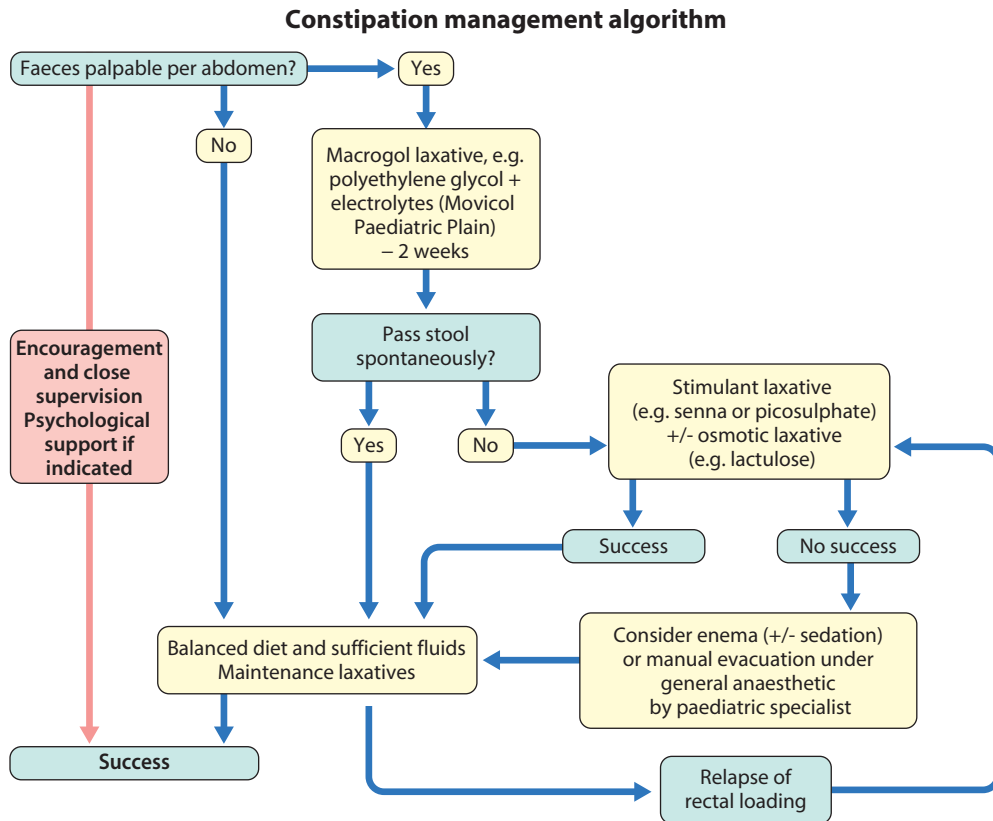 Constipation management algorithm
Faeces palpable per abdomen?
Yes
No
Macrogol laxative, e.g.
polyethylene glycol +
electrolytes (Movicol
Paediatric Plain)
– 2 weeks
Pass stool
spontaneously?
Encouragement
and close
supervision
Psychological
support if
indicated
Yes
No
Stimulant laxative
(e.g. senna or picosulphate)
+/- osmotic laxative
(e.g. lactulose)
Success
No success
Balanced diet and sufficient fluids
Maintenance laxatives
Consider enema (+/- sedation)
or manual evacuation under
general anaesthetic
by paediatric specialist
Success
Relapse of
rectal loading